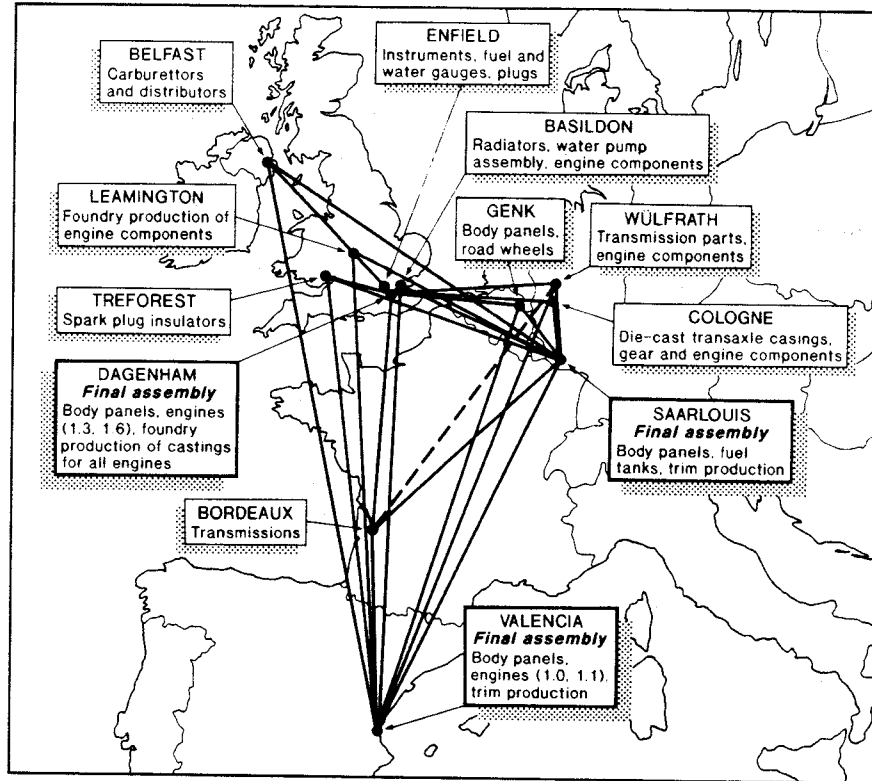 BELFAST
Carburettors
and distributors
ENFIELD
Instruments, fuel and
water gauges, plugs
BASILDON
Radiators, water pump
assembly, engine components
LEAMINGTON
Foundry production of
engine components
GENK
Body panels,
road wheels
WÜLFRATH
Transmission parts,
engine components
TREFOREST
Spark plug insulators
COLOGNE
Die-cast transaxle casings,
gear and engine components
DAGENHAM
Final assembly
Body panels, engines
(1.3, 1.6), foundry
production of castings
for all engines
SAARLOUIS
Final assembly
Body panels, fuel
tanks, trim production
BORDEAUX
Transmissions
VALENCIA
Final assembly
Body panels,
engines (1.0, 1.1),
trim production